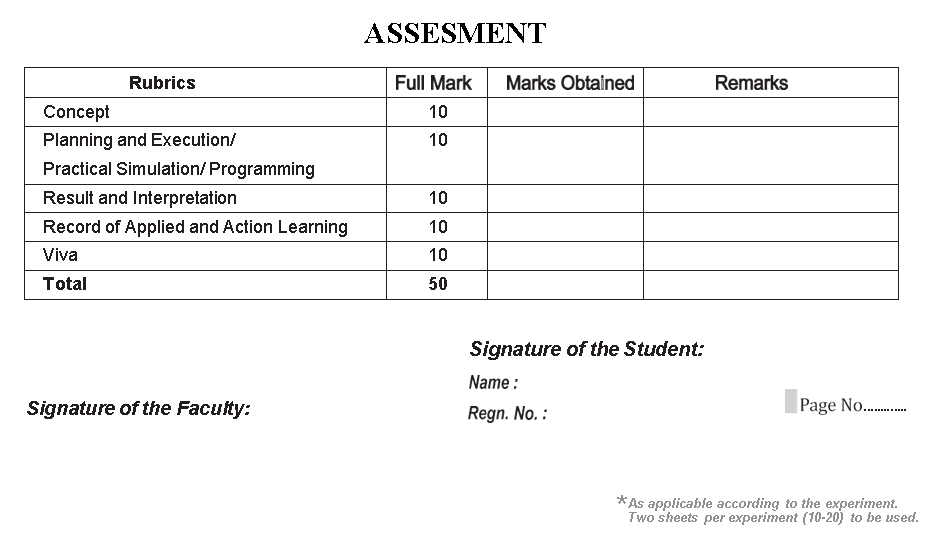 ASSESMENT
Rubrics Full Mark Marks Obtained Remarks
Concept 10
Planning and Execution/ 10
Practical Simulation/ Programming
Result and Interpretation 10
Record of Applied and Action Learning 10
Viva 10
Total 50
Signature of the Student:
Name :
Signature of the Faculty:
Regn. No. :
Page No.............
*As applicable according to the experiment.
Two sheets per experiment (10-20) to be used.